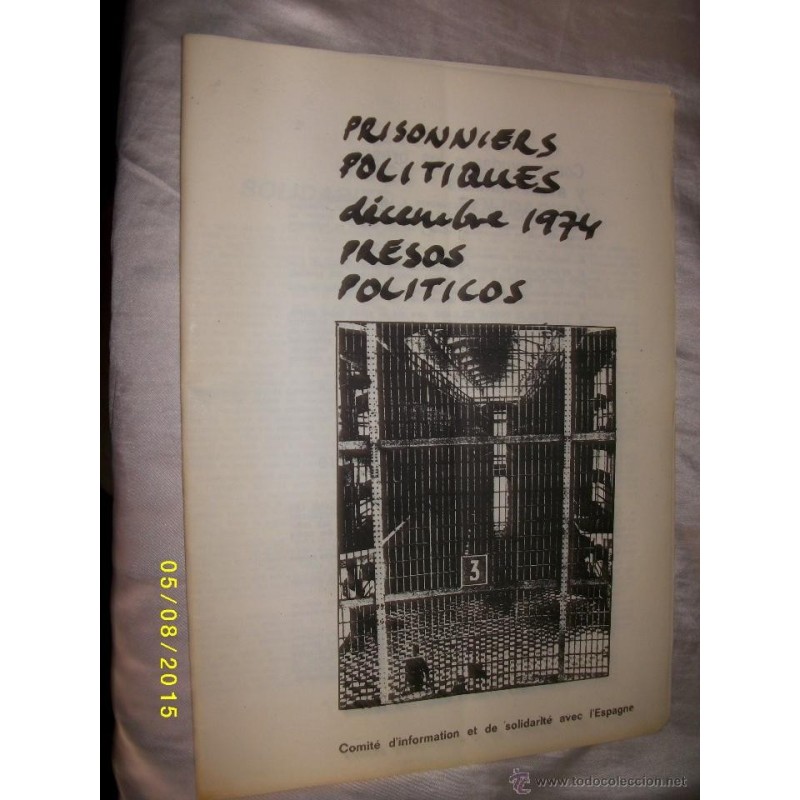 PRISONNIERS
POLITIQUES
décembre 1974
PRESOS
POLITICOS
3
Comité d'information et de solidarité avec l'Espagne
05/08/2015
www.todocoleccion.net